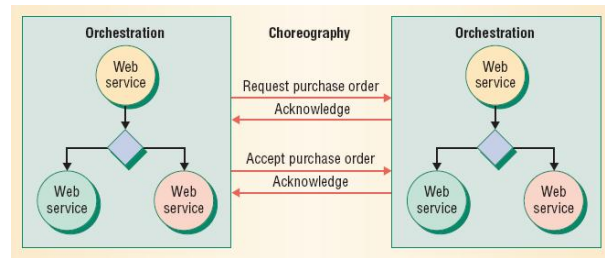 Orchestration
Choreography
Orchestration
Web
service
Web
service
Web
service
Request purchase order
Acknowledge
Accept purchase order
Acknowledge
Web
service
Web
service
Web
service